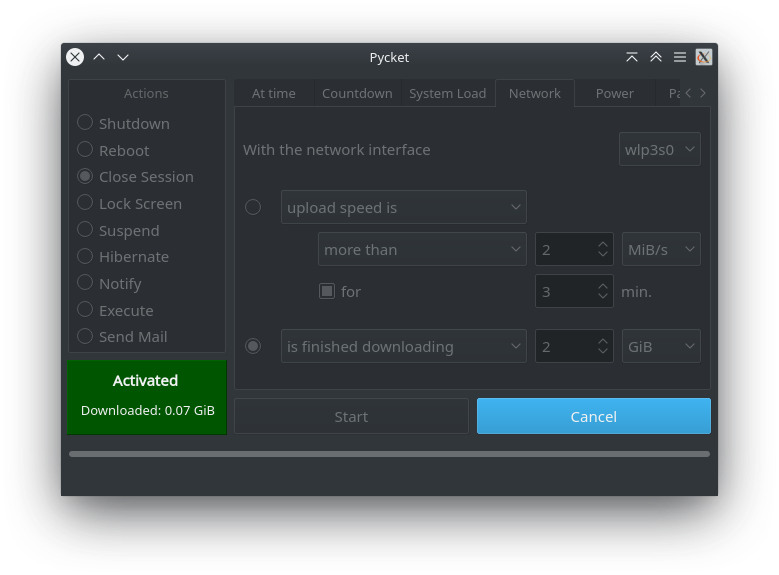 Pycket
Actions
Shutdown
Reboot
Close Session
Lock Screen
Suspend
Hibernate
Notify
Execute
Send Mail
Activated
Downloaded: 0.07 GiB
At time Countdown System Load Network Power Pa
With the network interface wlp3s0
upload speed is
more than 2 MiB/s
for 3 min.
is finished downloading 2 GiB
Start Cancel